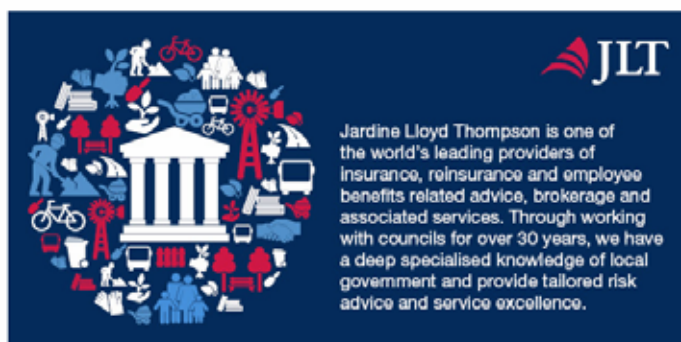 JLT
Jardine Lloyd Thompson is one of
the world's leading providers of
insurance, reinsurance and employee
benefits related advice, brokerage and
associated services. Through working
with councils for over 30 years, we have
a deep specialised knowledge of local
government and provide tailored risk
advice and service excellence.